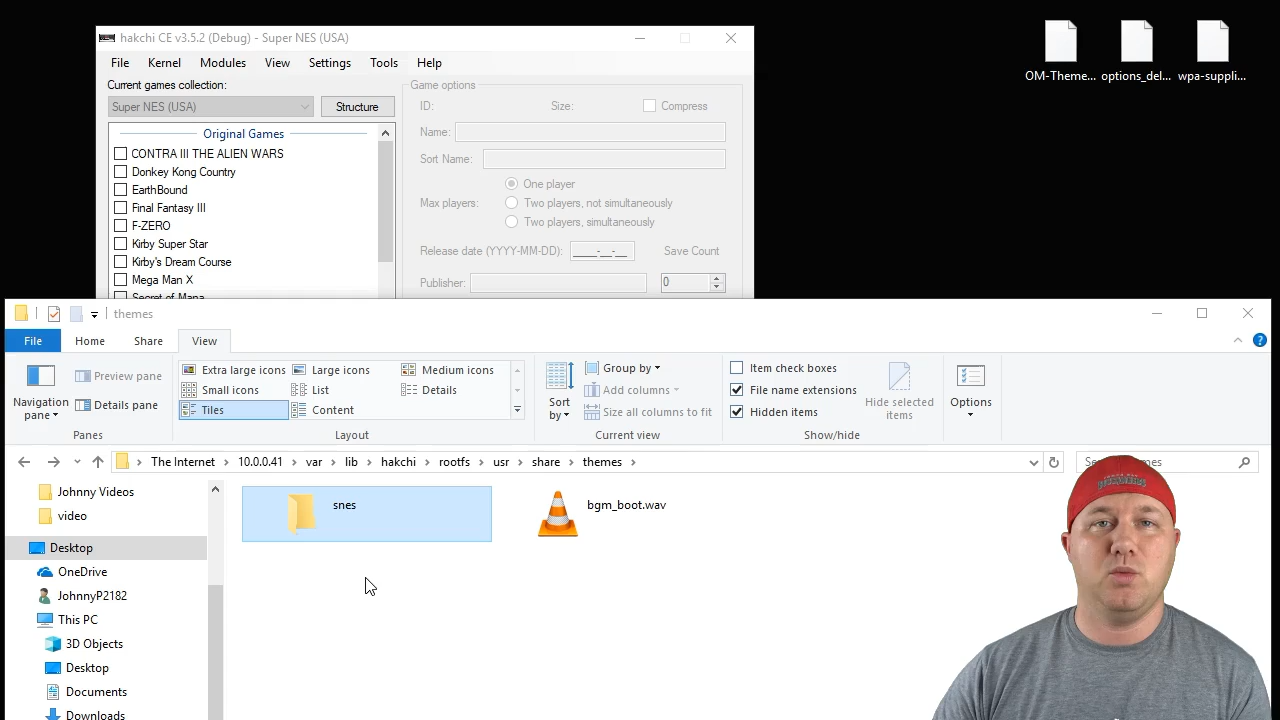 hakchi CE v3.5.2 (Debug) - Super NES (USA)
File Kernel Modules View Settings Tools Help
Current games collection:
Super NES (USA) Structure
Original Games
CONTRA III THE ALIEN WARS
Donkey Kong Country
EarthBound
Final Fantasy III
F-ZERO
Kirby Super Star
Kirby's Dream Course
Mega Man X
Secret of Mana
Game options
ID: Size: Compress
Name:
Sort Name:
One player
Max players: Two players, not simultaneously
Two players, simultaneously
Release date (YYYY-MM-DD): ____-__-__ Save Count
Publisher: 0
OM-Theme... options_del... wpa-suppli...
themes
File Home Share View
Navigation pane
Preview pane
Details pane
Panes
Extra large icons Large icons Medium icons
Small icons List Details
Tiles Content
Layout
Sort by
Group by
Add columns
Size all columns to fit
Current view
Item check boxes
File name extensions
Hidden items
Hide selected items
Show/hide
Options
The Internet > 10.0.0.41 > var > lib > hakchi > rootfs > usr > share > themes >
Johnny Videos
video
Desktop
OneDrive
JohnnyP2182
This PC
3D Objects
Desktop
Documents
Downloads
snes
bgm_boot.wav